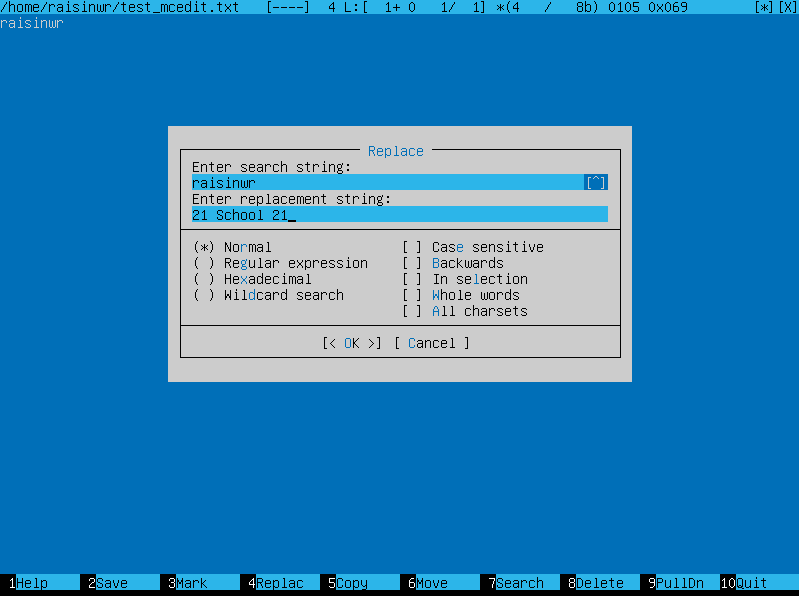 /home/raisinwr/test_mcedit.txt [----] 4 L:[ 1+ 0 1/ 1] *(4 / 8b) 0105 0x069 [*][X]
raisinwr
Replace
Enter search string:
raisinwr [^]
Enter replacement string:
21 School 21_
(*) Normal [ ] Case sensitive
( ) Regular expression [ ] Backwards
( ) Hexadecimal [ ] In selection
( ) Wildcard search [ ] Whole words
[ ] All charsets
[< OK >] [ Cancel ]
1Help 2Save 3Mark 4Replac 5Copy 6Move 7Search 8Delete 9PullDn 10Quit